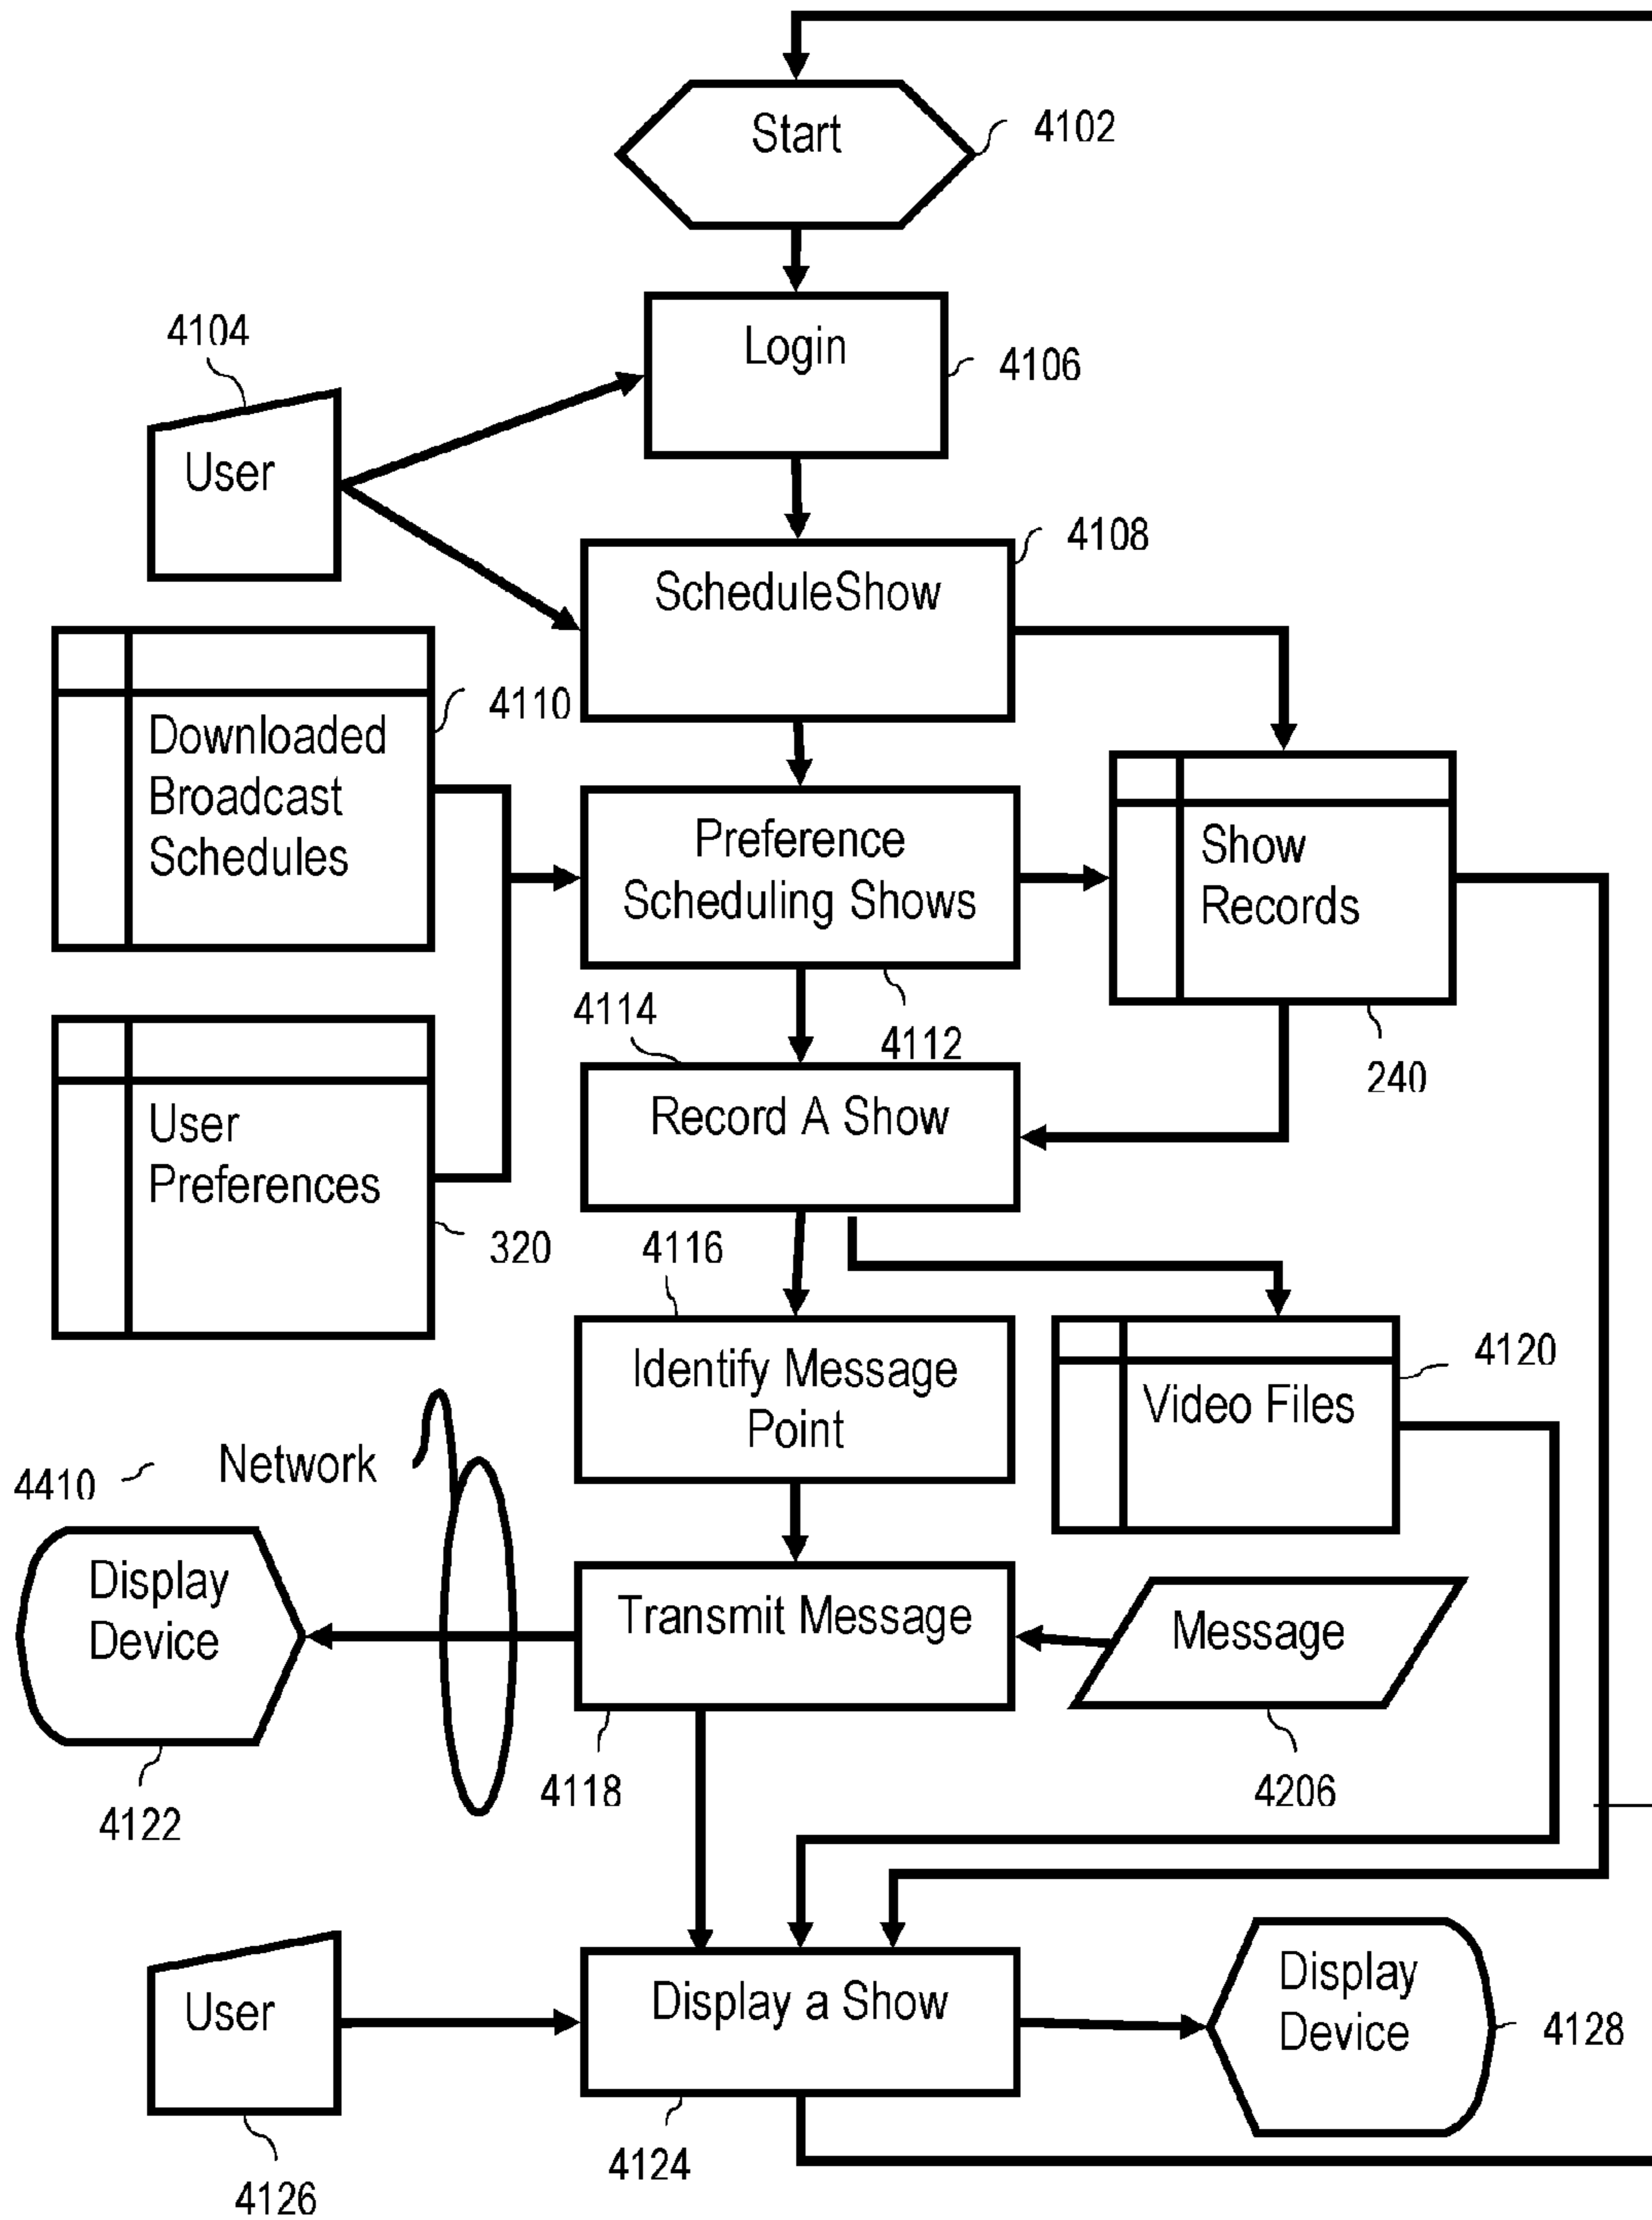 Start
4102
4104
Login
4106
User
4108
ScheduleShow
4110
Downloaded
Broadcast
Schedules
Preference
Scheduling Shows
Show
Records
4114
4112
240
User
Preferences
Record A Show
320
4116
Identify Message
Point
4120
Video Files
4410
Network
Display
Device
Transmit Message
Message
4122
4118
4206
User
Display a Show
Display
Device
4128
4126
4124